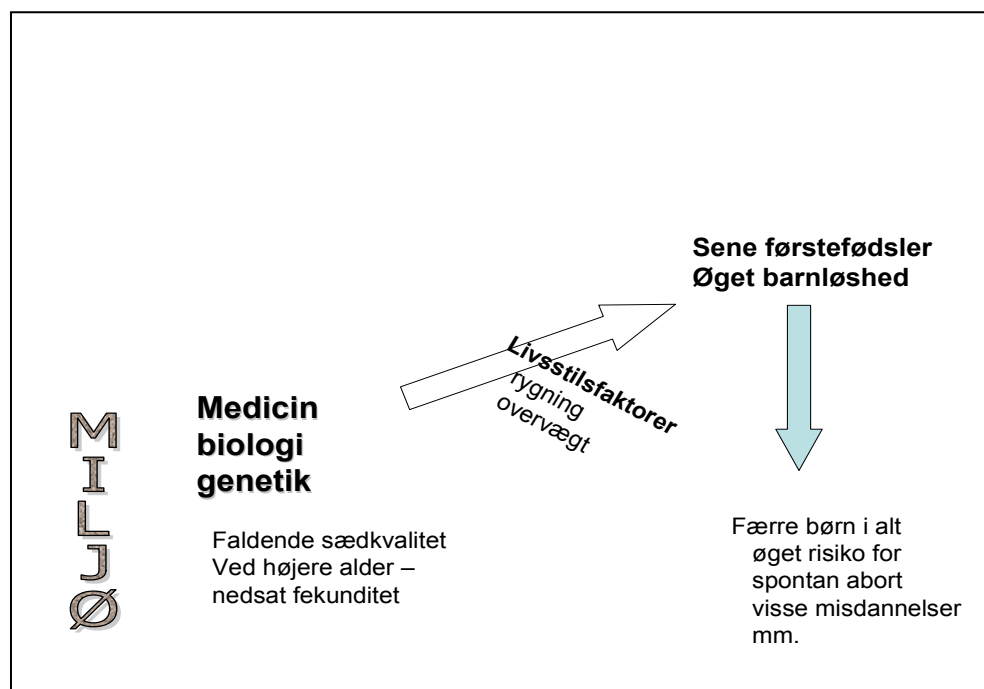 Sene førstefødsler
Øget barnløshed
Livsstilsfaktorer
rygning
overvægt
MILJØ
Medicin
biologi
genetik
Faldende sædkvalitet
Ved højere alder –
nedsat fekunditet
Færre børn i alt
øget risiko for
spontan abort
visse misdannelser
mm.